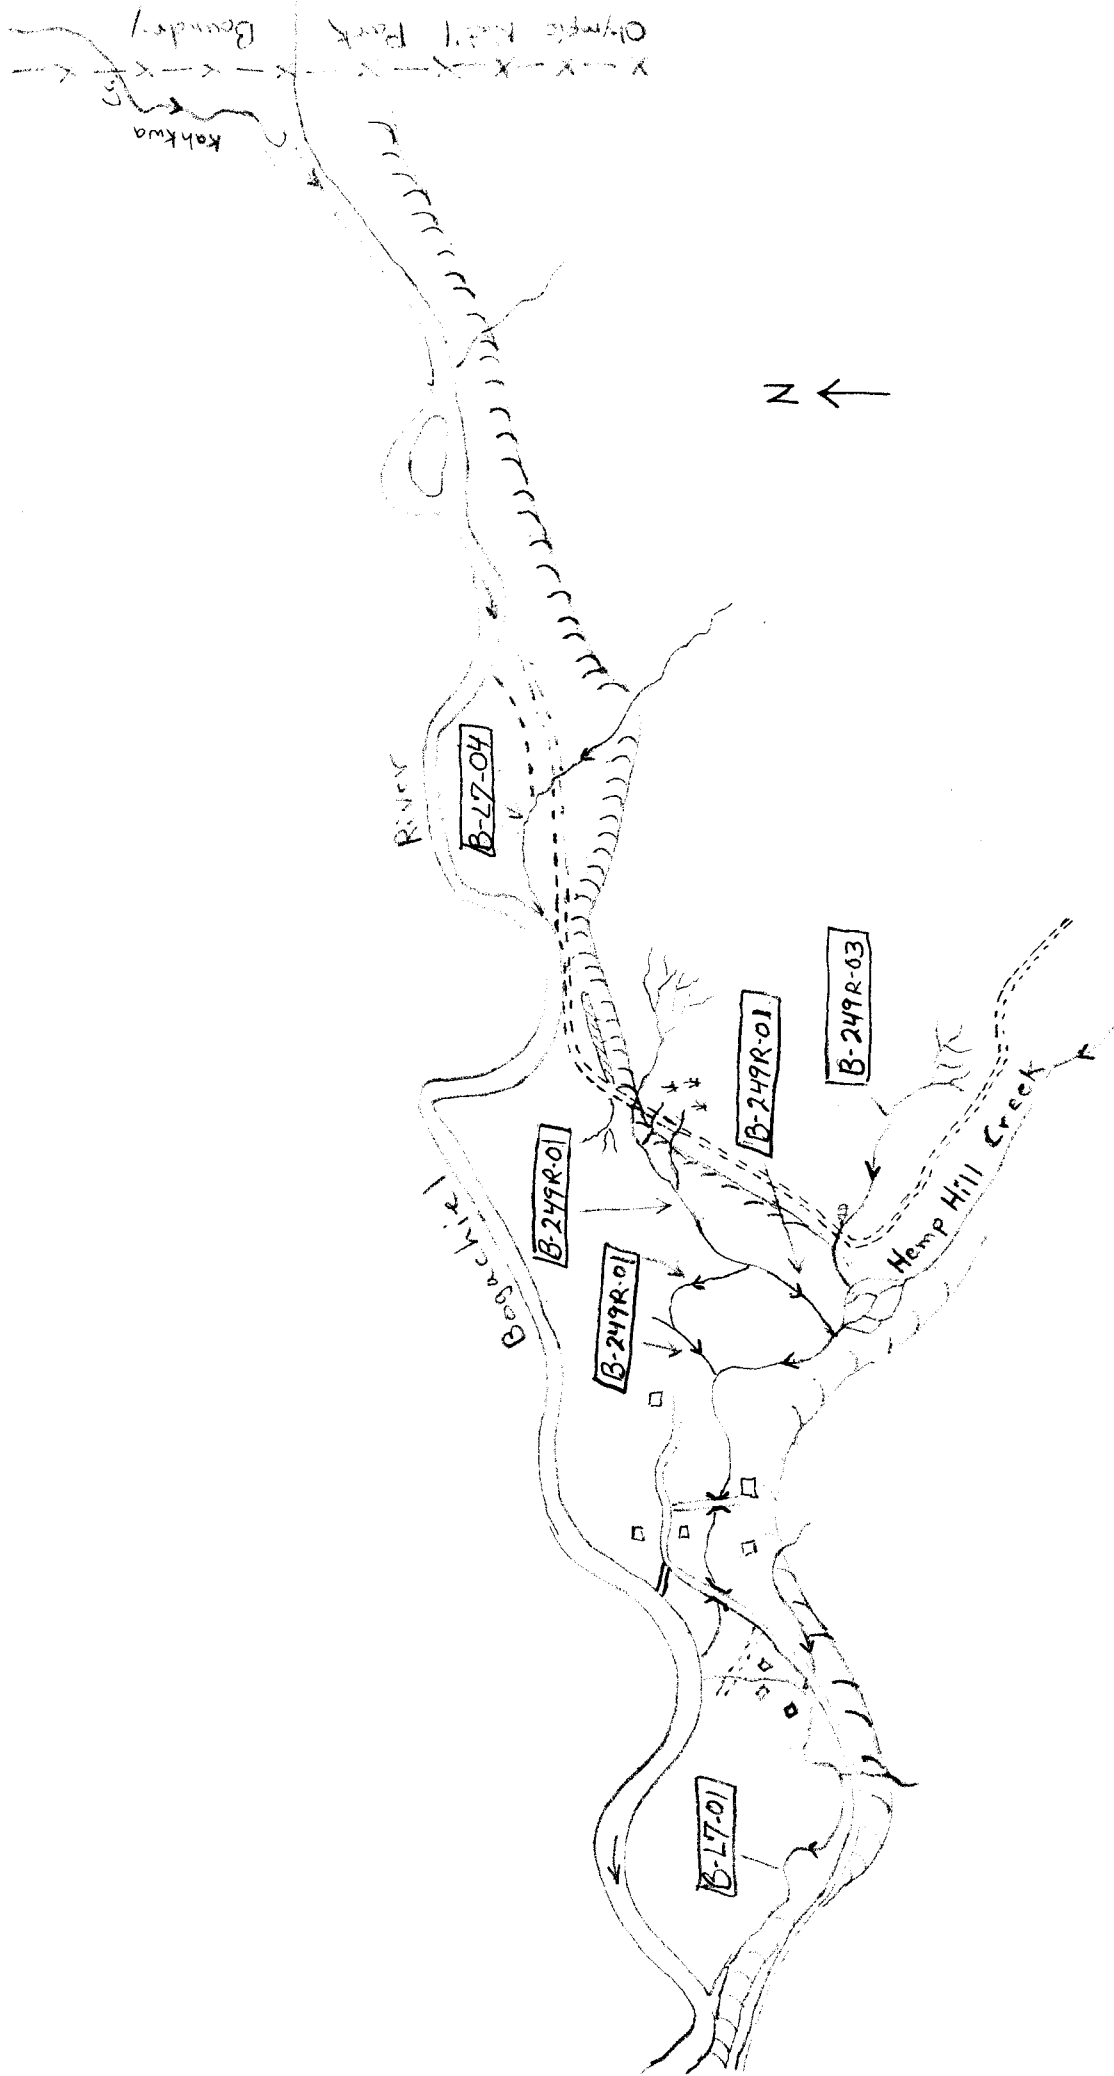 Olympic Nat'l Park Boundry
Kahkwa
N
River
B-L7-04
B-249R-03
B-249R-01
Hemp Hill Creek
B-249R-01
B-249R-01
Bogachiel
B-L7-01